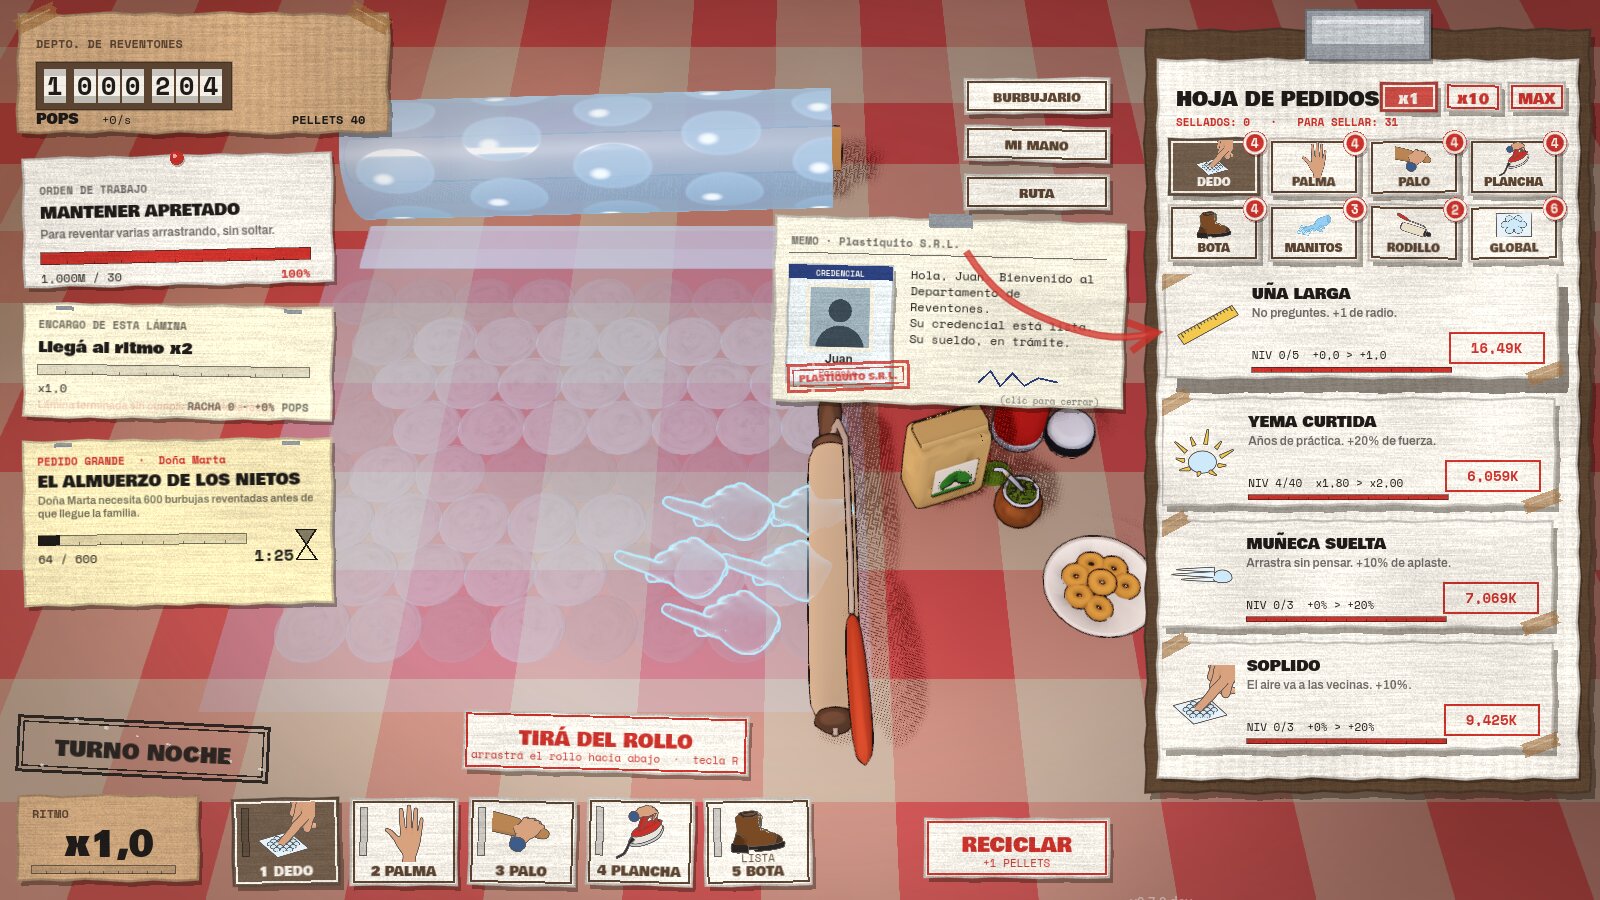 DEPTO. DE REVENTONES
1 000 204
POPS +0/s PELLETS 40
ORDEN DE TRABAJO
MANTENER APRETADO
Para reventar varias arrastrando, sin soltar.
1,000M / 30 100%
ENCARGO DE ESTA LÁMINA
Llegá al ritmo x2
x1,0
RACHA 0 - +0% POPS
PEDIDO GRANDE · Doña Marta
EL ALMUERZO DE LOS NIETOS
Doña Marta necesita 600 burbujas reventadas antes de
que llegue la familia.
64 / 600 1:25
TURNO NOCHE
RITMO
x1,0
TIRÁ DEL ROLLO
arrastrá el rollo hacia abajo · tecla R
1 DEDO
2 PALMA
3 PALO
4 PLANCHA
LISTA
5 BOTA
RECICLAR
+1 PELLETS
BURBUJARIO
MI MANO
RUTA
MEMO · Plastiquito S.R.L.
CREDENCIAL
Juan
PLASTIQUITO S.R.L.
Hola, Juan. Bienvenido al
Departamento de
Reventones.
Su credencial está lista.
Su sueldo, en trámite.
(clic para cerrar)
HOJA DE PEDIDOS x1 x10 MAX
SELLADOS: 0 · PARA SELLAR: 31
4 4 4 4
DEDO PALMA PALO PLANCHA
4 3 2 6
BOTA MANITOS RODILLO GLOBAL
UÑA LARGA
No preguntes. +1 de radio.
NIV 0/5 +0,0 > +1,0 16,49K
YEMA CURTIDA
Años de práctica. +20% de fuerza.
NIV 4/40 x1,80 > x2,00 6,059K
MUÑECA SUELTA
Arrastra sin pensar. +10% de aplaste.
NIV 0/3 +0% > +20% 7,069K
SOPLIDO
El aire va a las vecinas. +10%.
NIV 0/3 +0% > +20% 9,425K